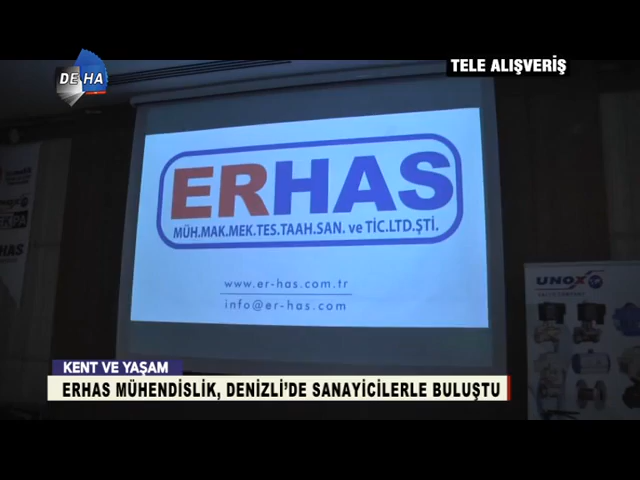 DEHA
TELE ALIŞVERİŞ
ERHAS
MÜH.MAK.MEK.TES.TAAH.SAN. ve TİC.LTD.ŞTİ.
www.er-has.com.tr
info@er-has.com
UNOX
KENT VE YAŞAM
ERHAS MÜHENDİSLİK, DENİZLİ'DE SANAYİCİLERLE BULUŞTU